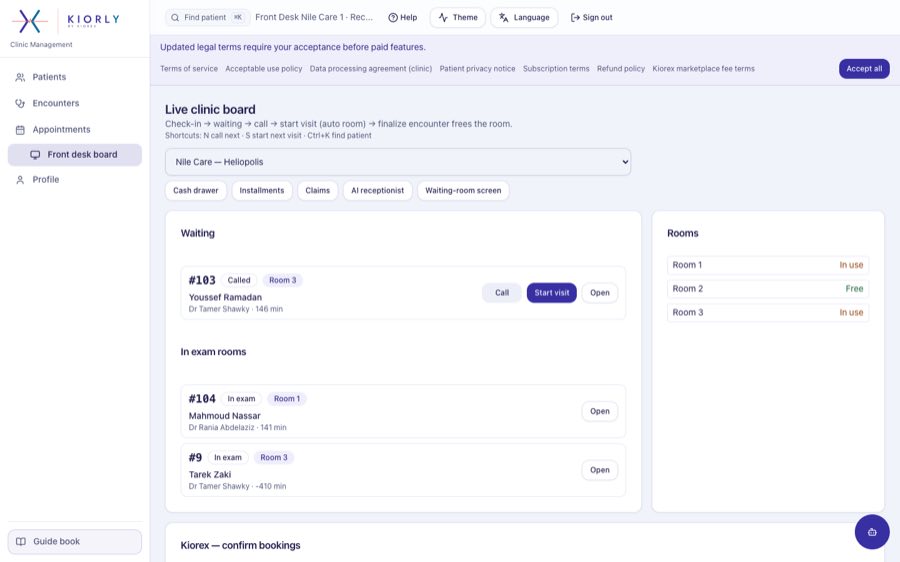 KIORLY
BY KIOREX
Clinic Management
Patients
Encounters
Appointments
Front desk board
Profile
Guide book
Find patient ⌘K
Front Desk Nile Care 1 · Rec...
Help
Theme
Language
Sign out
Updated legal terms require your acceptance before paid features.
Terms of service Acceptable use policy Data processing agreement (clinic) Patient privacy notice Subscription terms Refund policy Kiorex marketplace fee terms
Accept all
Live clinic board
Check-in → waiting → call → start visit (auto room) → finalize encounter frees the room.
Shortcuts: N call next · S start next visit · Ctrl+K find patient
Nile Care — Heliopolis
Cash drawer Installments Claims AI receptionist Waiting-room screen
Waiting
#103 Called Room 3
Youssef Ramadan
Dr Tamer Shawky · 146 min
Call Start visit Open
In exam rooms
#104 In exam Room 1
Mahmoud Nassar
Dr Rania Abdelaziz · 141 min
Open
#9 In exam Room 3
Tarek Zaki
Dr Tamer Shawky · -410 min
Open
Rooms
Room 1 In use
Room 2 Free
Room 3 In use
Kiorex — confirm bookings